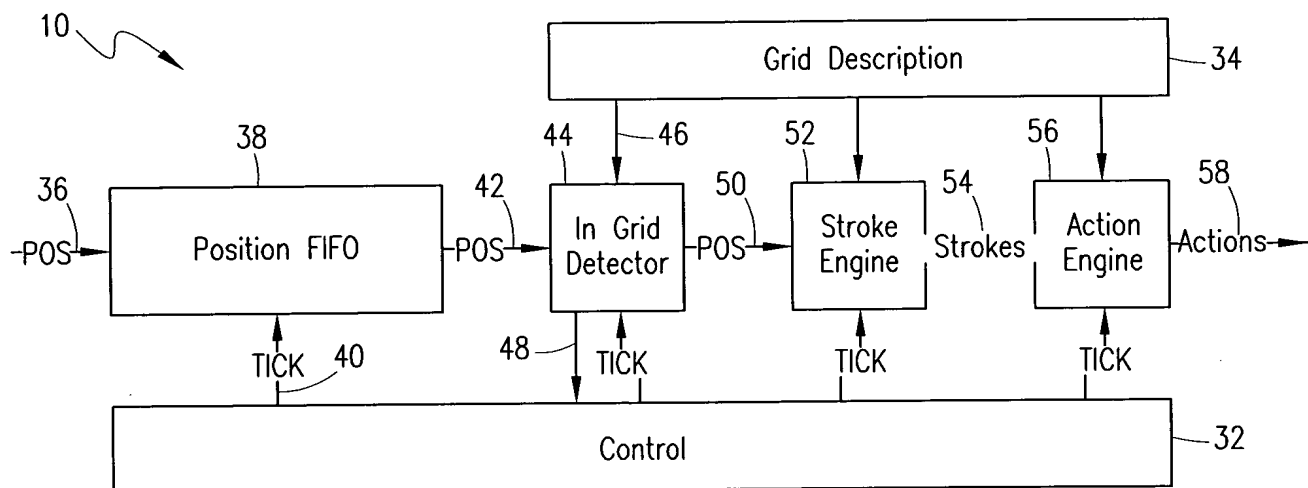 10
Grid Description
34
38
44
46
52
56
36
42
50
54
58
POS
Position FIFO
POS
In Grid
Detector
POS
Stroke
Engine
Strokes
Action
Engine
Actions
TICK
40
48
TICK
TICK
TICK
Control
32